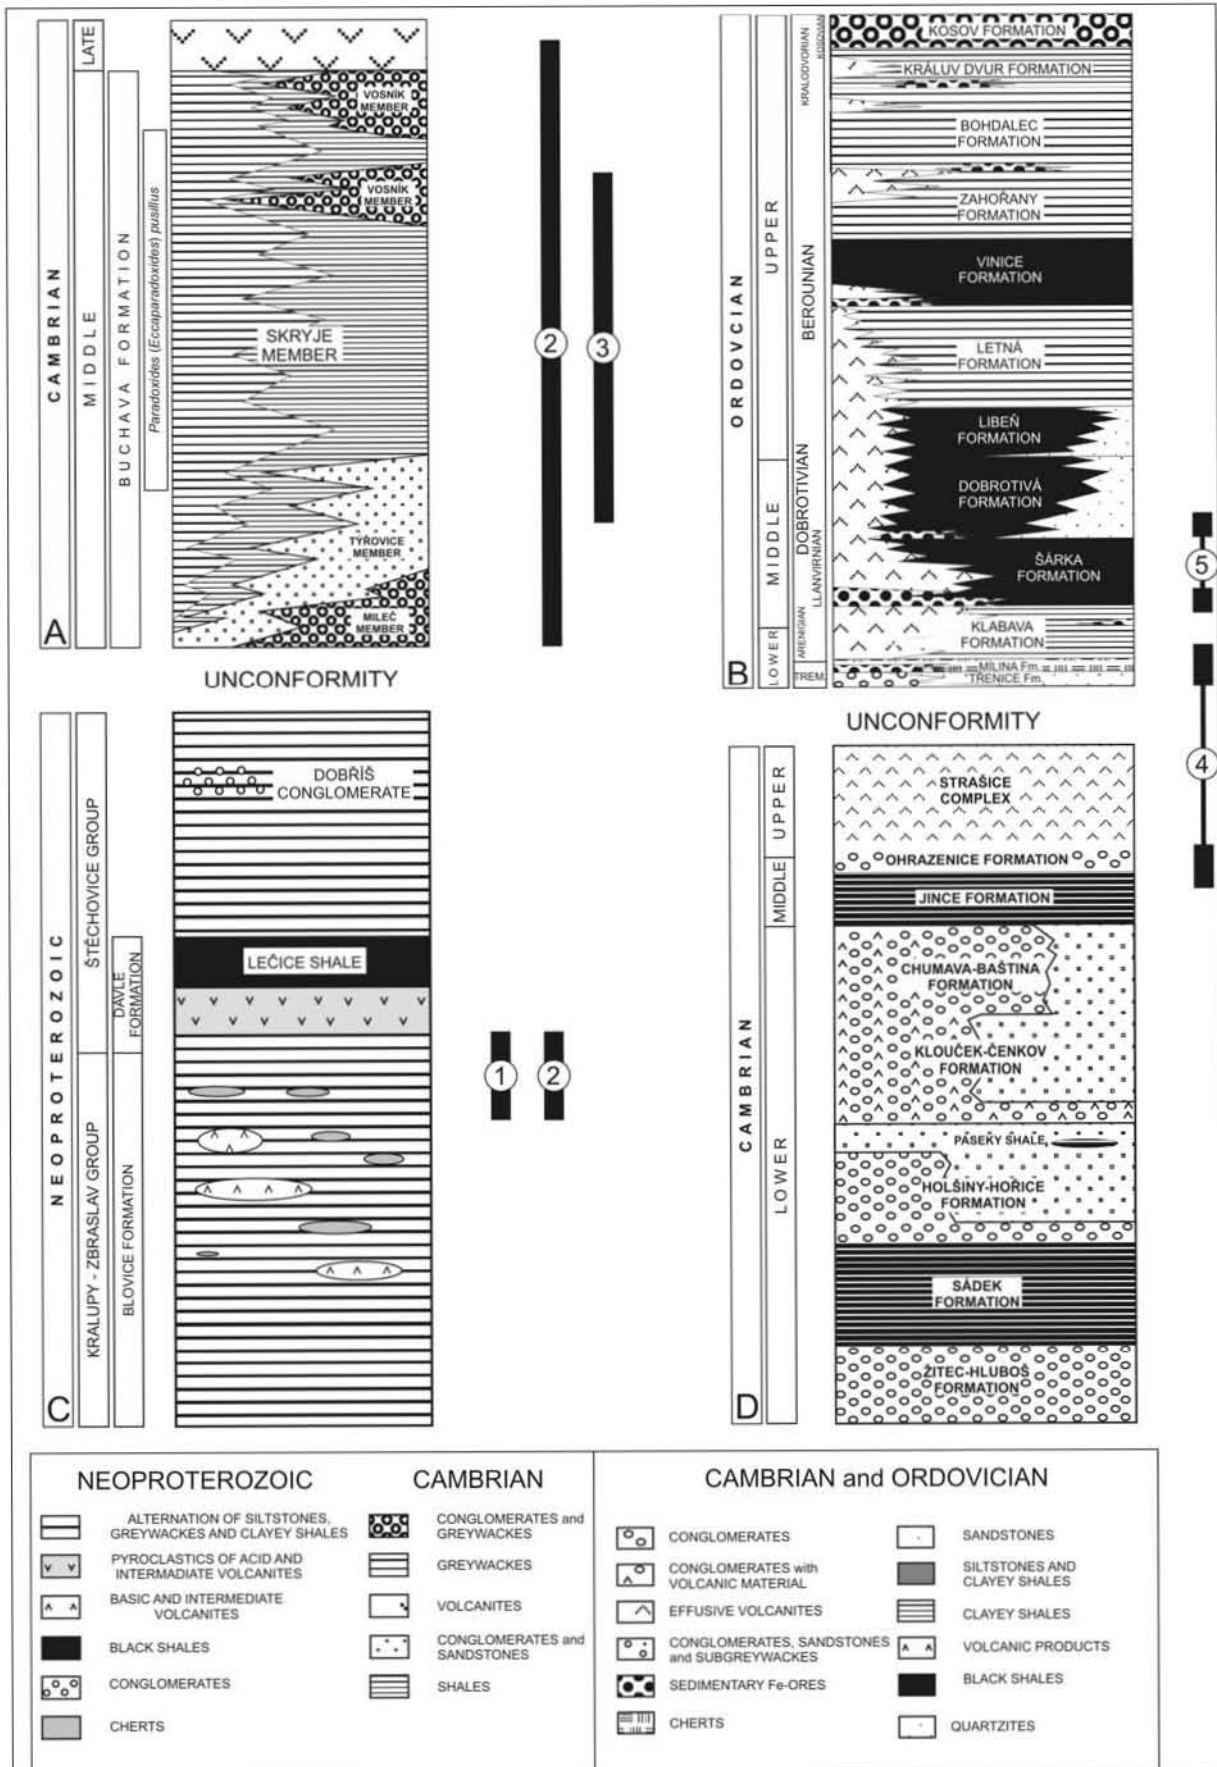 LATE
CAMBRIAN
MIDDLE
BUCHAVA FORMATION
Paradoxides (Eccaparadoxides) pusillus
VOSNÍK
MEMBER
VOSNÍK
MEMBER
SKRYJE
MEMBER
TÝŘOVICE
MEMBER
MILEČ
MEMBER
A
2
3
UNCONFORMITY
ORDOVCIAN
UPPER
MIDDLE
LOWER
KRALODVORIAN
KOSOVIAN
BEROUNIAN
DOBROTIVIAN
LLANVIRNIAN
ARENIGIAN
TREM.
KOSOV FORMATION
KRÁLUV DVUR FORMATION
BOHDALEC
FORMATION
ZAHOŘANY
FORMATION
VINICE
FORMATION
LETNÁ
FORMATION
LIBEŇ
FORMATION
DOBROTIVÁ
FORMATION
ŠÁRKA
FORMATION
KLABAVA
FORMATION
MÍLINA Fm.
TŘENICE Fm.
B
5
4
UNCONFORMITY
NEOPROTEROZOIC
ŠTĚCHOVICE GROUP
KRALUPY - ZBRASLAV GROUP
DAVLE
FORMATION
BLOVICE FORMATION
DOBŘÍŠ
CONGLOMERATE
LEČICE SHALE
C
1
2
CAMBRIAN
UPPER
MIDDLE
LOWER
STRAŠICE
COMPLEX
OHRAZENICE FORMATION
JINCE FORMATION
CHUMAVA-BAŠTINA
FORMATION
KLOUČEK-ČENKOV
FORMATION
PASEKY SHALE
HOLŠINY-HOŘICE
FORMATION
SÁDEK
FORMATION
ŽITEC-HLUBOŠ
FORMATION
D
NEOPROTEROZOIC
ALTERNATION OF SILTSTONES,
GREYWACKES AND CLAYEY SHALES
PYROCLASTICS OF ACID AND
INTERMADIATE VOLCANITES
BASIC AND INTERMEDIATE
VOLCANITES
BLACK SHALES
CONGLOMERATES
CHERTS
CAMBRIAN
CONGLOMERATES and
GREYWACKES
GREYWACKES
VOLCANITES
CONGLOMERATES and
SANDSTONES
SHALES
CAMBRIAN and ORDOVICIAN
CONGLOMERATES
CONGLOMERATES with
VOLCANIC MATERIAL
EFFUSIVE VOLCANITES
CONGLOMERATES, SANDSTONES
and SUBGREYWACKES
SEDIMENTARY Fe-ORES
CHERTS
SANDSTONES
SILTSTONES AND
CLAYEY SHALES
CLAYEY SHALES
VOLCANIC PRODUCTS
BLACK SHALES
QUARTZITES